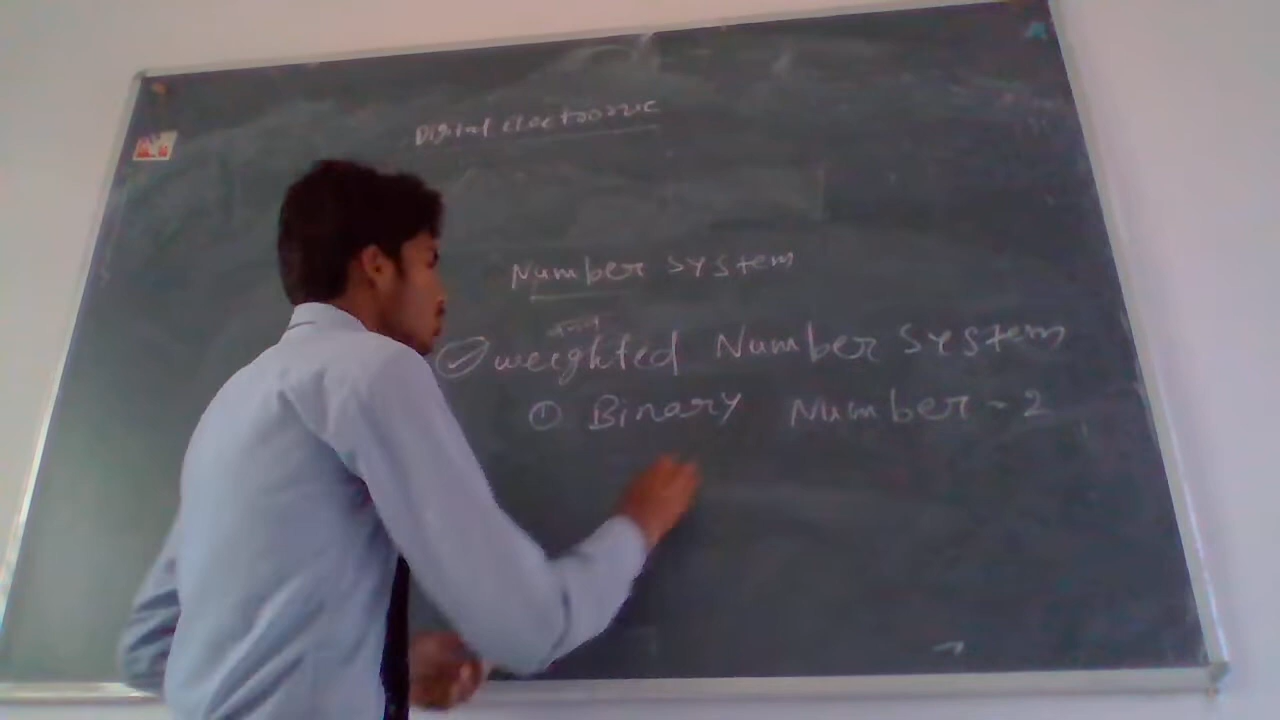 Digital electronic
Number system
weighted Number system
① Binary Number - 2